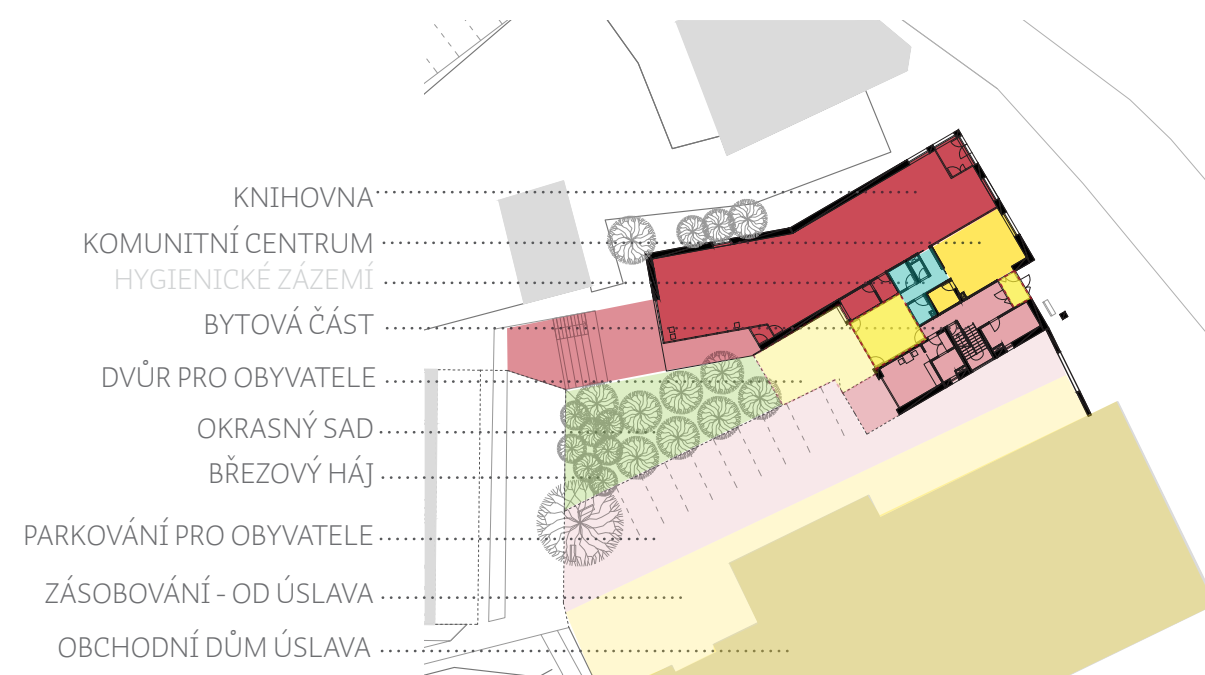 KNIHOVNA
KOMUNITNÍ CENTRUM
HYGIENICKÉ ZÁZEMÍ
BYTOVÁ ČÁST
DVŮR PRO OBYVATELE
OKRASNÝ SAD
BŘEZOVÝ HÁJ
PARKOVÁNÍ PRO OBYVATELE
ZÁSOBOVÁNÍ - OD ÚSLAVA
OBCHODNÍ DŮM ÚSLAVA